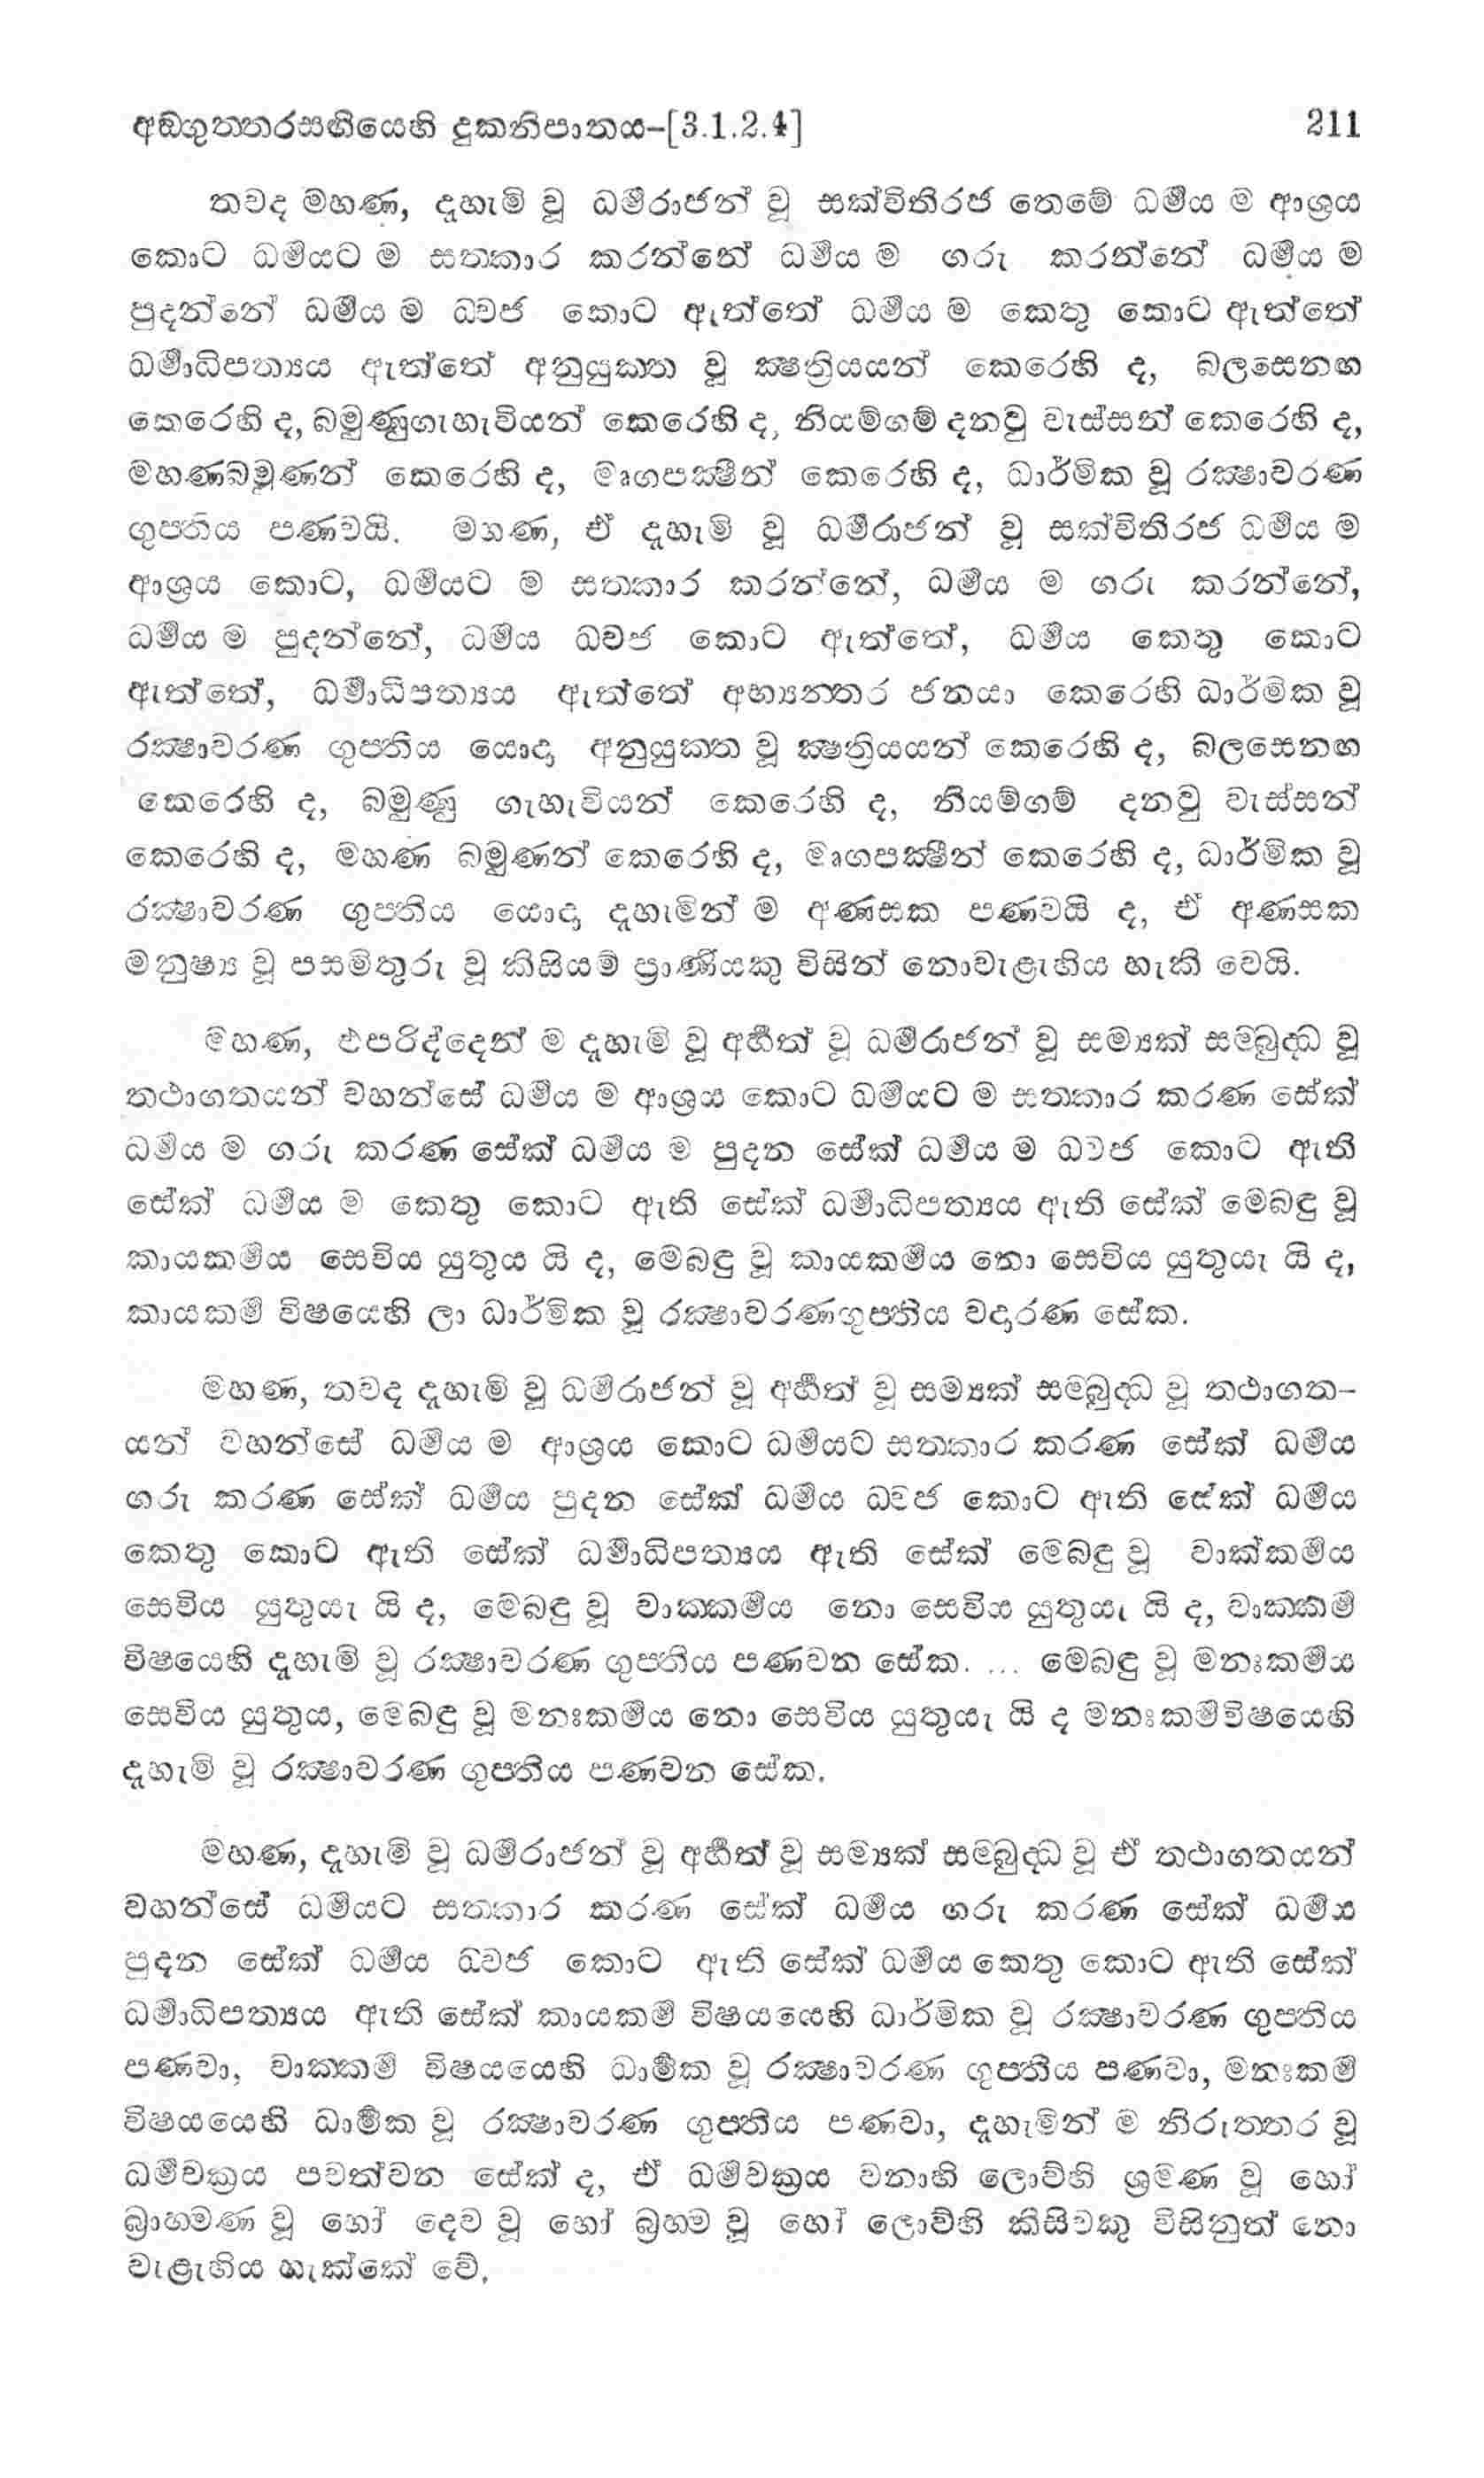 අඞ්ගුත්තරසඟියෙහි දුකනිපාතය-[3.1.2.4] 211
තවද මහණ, දැහැමි වූ ධර්මරාජන් වූ සක්විතිරජ තෙමේ ධර්මය ම ආශ්‍රය
කොට ධර්මයට ම සත්කාර කරන්නේ ධර්මය ම ගරු කරන්නේ ධර්මය ම
පුදන්නේ ධර්මය ම ධ්වජ කොට ඇත්තේ ධර්මය ම කෙතු කොට ඇත්තේ
ධර්මාධිපත්‍යය ඇත්තේ අනුයුක්ත වූ ක්‍ෂත්‍රියයන් කෙරෙහි ද, බලසෙනඟ
කෙරෙහි ද, බමුණුගැහැවියන් කෙරෙහි ද, නියම්ගම් දනවු වැස්සන් කෙරෙහි ද,
මහණබමුණන් කෙරෙහි ද, මෘගපක්‍ෂීන් කෙරෙහි ද, ධාර්මික වූ රක්‍ෂාවරණ
ගුප්තිය පණවයි. මහණ, ඒ දැහැමි වූ ධර්මරාජන් වූ සක්විතිරජ ධර්මය ම
ආශ්‍රය කොට, ධර්මයට ම සත්කාර කරන්නේ, ධර්මය ම ගරු කරන්නේ,
ධර්මය ම පුදන්නේ, ධර්මය ධ්වජ කොට ඇත්තේ, ධර්මය කෙතු කොට
ඇත්තේ, ධර්මාධිපත්‍යය ඇත්තේ අභ්‍යන්තර ජනයා කෙරෙහි ධාර්මික වූ
රක්‍ෂාවරණ ගුප්තිය යොදා අනුයුක්ත වූ ක්‍ෂත්‍රියයන් කෙරෙහි ද, බලසෙනඟ
කෙරෙහි ද, බමුණු ගැහැවියන් කෙරෙහි ද, නියම්ගම් දනවු වැස්සන්
කෙරෙහි ද, මහණ බමුණන් කෙරෙහි ද, මෘගපක්‍ෂීන් කෙරෙහි ද, ධාර්මික වූ
රක්‍ෂාවරණ ගුප්තිය යොදා දැහැමින් ම අණසක පණවයි ද, ඒ අණසක
මනුෂ්‍ය වූ පසමිතුරු වූ කිසියම් ප්‍රාණියකු විසින් නොවැළැහිය හැකි වෙයි.
මහණ, එපරිද්දෙන් ම දැහැමි වූ අර්හත් වූ ධර්මරාජන් වූ සම්‍යක් සම්බුද්ධ වූ
තථාගතයන් වහන්සේ ධර්මය ම ආශ්‍රය කොට ධර්මයට ම සත්කාර කරණ සේක්
ධර්මය ම ගරු කරණ සේක් ධර්මය ම පුදන සේක් ධර්මය ම ධ්වජ කොට ඇති
සේක් ධර්මය ම කෙතු කොට ඇති සේක් ධර්මාධිපත්‍යය ඇති සේක් මෙබඳු වූ
කායකර්මය සෙවිය යුතුය යි ද, මෙබඳු වූ කායකර්මය නො සෙවිය යුතුයැ යි ද,
කායකර්ම විෂයෙහි ලා ධාර්මික වූ රක්‍ෂාවරණගුප්තිය වදාරණ සේක.
මහණ, තවද දැහැමි වූ ධර්මරාජන් වූ අර්හත් වූ සම්‍යක් සම්බුද්ධ වූ තථාගත-
යන් වහන්සේ ධර්මය ම ආශ්‍රය කොට ධර්මයට සත්කාර කරණ සේක් ධර්මය
ගරු කරණ සේක් ධර්මය පුදන සේක් ධර්මය ධ්වජ කොට ඇති සේක් ධර්මය
කෙතු කොට ඇති සේක් ධර්මාධිපත්‍යය ඇති සේක් මෙබඳු වූ වාක්කර්මය
සෙවිය යුතුයැ යි ද, මෙබඳු වූ වාක්කර්මය නො සෙවිය යුතුයැ යි ද, වාක්කර්ම
විෂයෙහි දැහැමි වූ රක්‍ෂාවරණ ගුප්තිය පණවන සේක. ... මෙබඳු වූ මනඃකර්මය
සෙවිය යුතුය, මෙබඳු වූ මනඃකර්මය නො සෙවිය යුතුයැ යි ද මනඃකර්මවිෂයෙහි
දැහැමි වූ රක්‍ෂාවරණ ගුප්තිය පණවන සේක.
මහණ, දැහැමි වූ ධර්මරාජන් වූ අර්හත් වූ සම්‍යක් සම්බුද්ධ වූ ඒ තථාගතයන්
වහන්සේ ධර්මයට සත්කාර කරණ සේක් ධර්මය ගරු කරණ සේක් ධර්මය
පුදන සේක් ධර්මය ධ්වජ කොට ඇති සේක් ධර්මය කෙතු කොට ඇති සේක්
ධර්මාධිපත්‍යය ඇති සේක් කායකර්ම විෂයයෙහි ධාර්මික වූ රක්‍ෂාවරණ ගුප්තිය
පණවා, වාක්කර්ම විෂයයෙහි ධාර්මික වූ රක්‍ෂාවරණ ගුප්තිය පණවා, මනඃකර්ම
විෂයයෙහි ධාර්මික වූ රක්‍ෂාවරණ ගුප්තිය පණවා, දැහැමින් ම නිරුත්තර වූ
ධර්මචක්‍රය පවත්වන සේක් ද, ඒ ධර්මචක්‍රය වනාහි ලොව්හි ශ්‍රමණ වූ හෝ
බ්‍රාහ්මණ වූ හෝ දෙව වූ හෝ බ්‍රහ්ම වූ හෝ ලොව්හි කිසිවකු විසිනුත් නො
වැළැහිය හැක්කේ වේ.